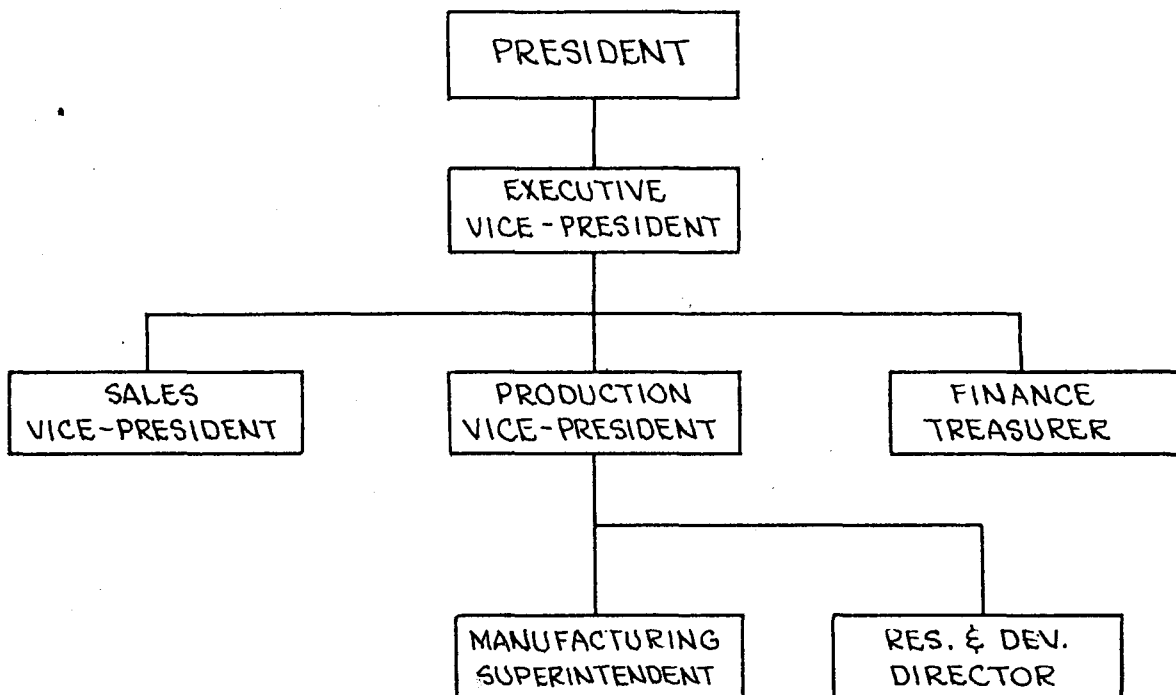 PRESIDENT
EXECUTIVE
VICE-PRESIDENT
SALES
VICE-PRESIDENT
PRODUCTION
VICE-PRESIDENT
FINANCE
TREASURER
MANUFACTURING
SUPERINTENDENT
RES. & DEV.
DIRECTOR